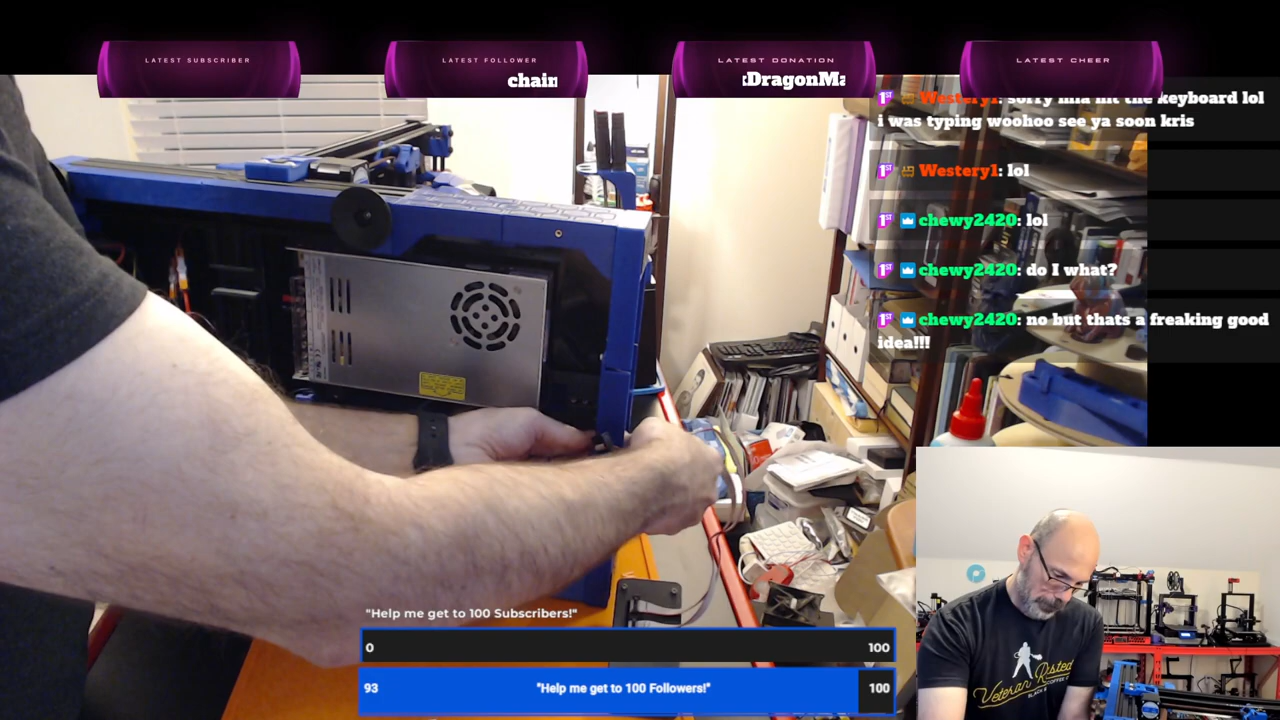 LATEST SUBSCRIBER
LATEST FOLLOWER
chain
LATEST DONATION
DragonMa
LATEST CHEER
Westery1: sorry mia hit the keyboard lol
i was typing woohoo see ya soon kris
Westery1: lol
chewy2420: lol
chewy2420: do I what?
chewy2420: no but thats a freaking good
idea!!!
"Help me get to 100 Subscribers!"
0 100
93 "Help me get to 100 Followers!" 100
Veteran Roasted
BLACK